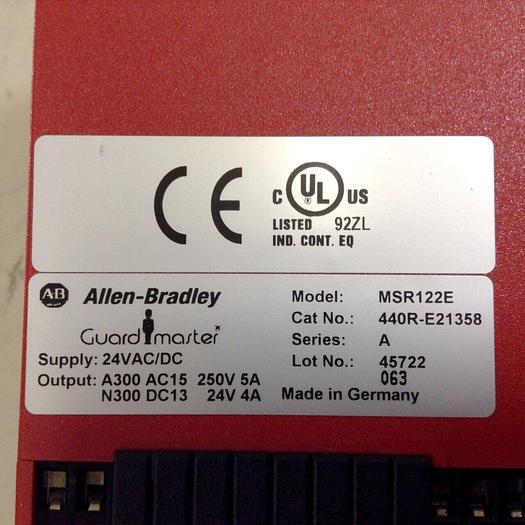 CE
C UL US
®
LISTED 92ZL
IND. CONT. EQ
AB Allen-Bradley
Guardmaster
Supply: 24VAC/DC
Output: A300 AC15 250V 5A
N300 DC13 24V 4A
Model: MSR122E
Cat No.: 440R-E21358
Series: A
Lot No.: 45722
063
Made in Germany